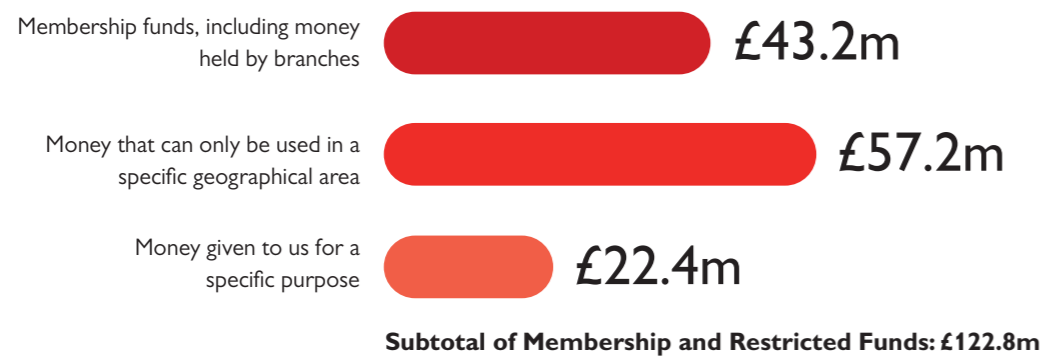 Membership funds, including money
held by branches
£43.2m
Money that can only be used in a
specific geographical area
£57.2m
Money given to us for a
specific purpose
£22.4m
Subtotal of Membership and Restricted Funds: £122.8m